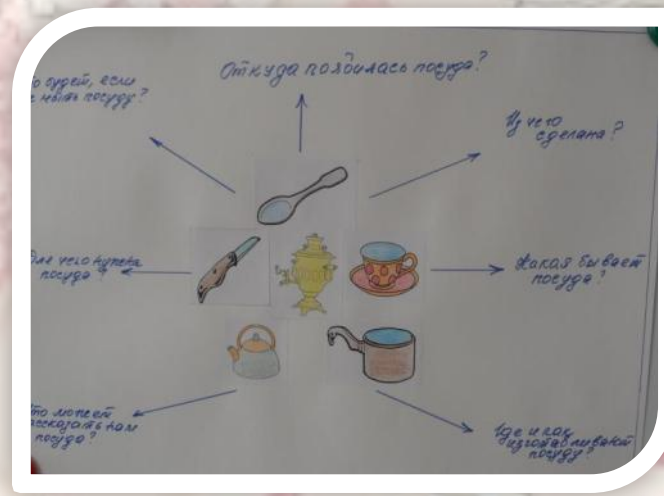 Откуда появилась посуда?
будет, если
мыть посуду?
Из чего
сделана?
Для чего нужна
посуда?
Какая бывает
посуда?
может
рассказать нам
посуда?
Где и как
изготавливают
посуду?